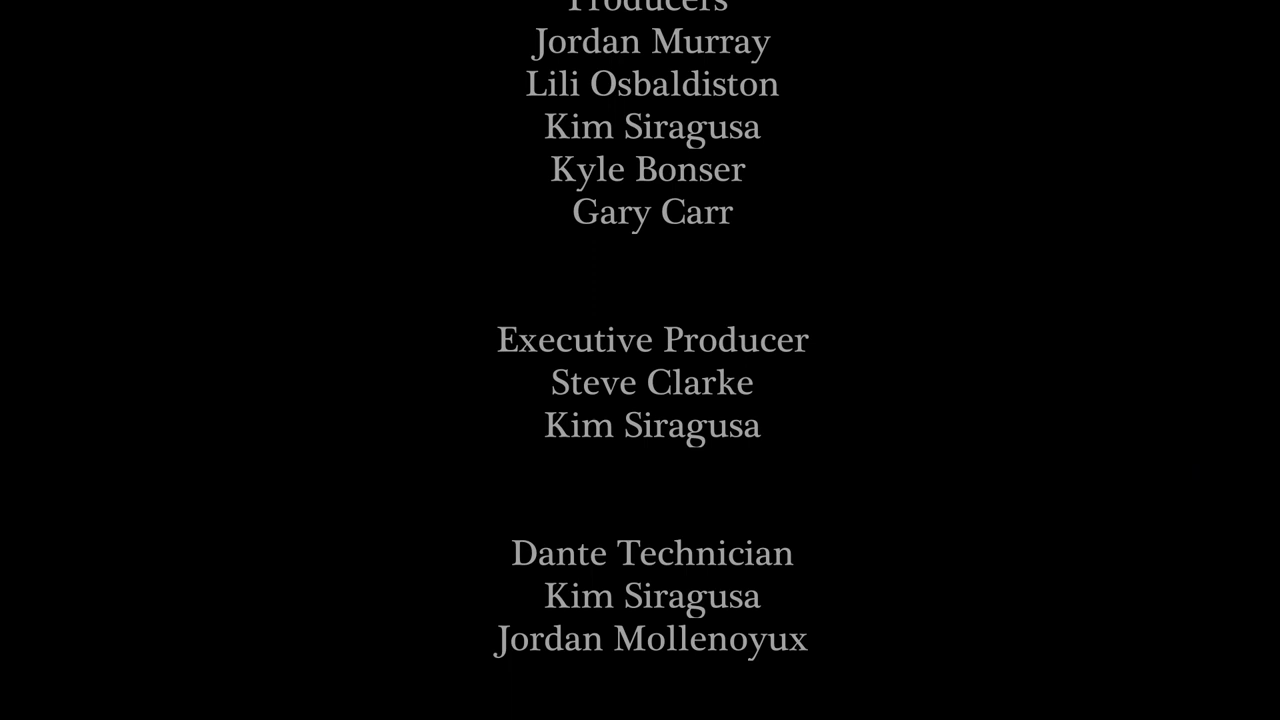 Producers
Jordan Murray
Lili Osbaldiston
Kim Siragusa
Kyle Bonser
Gary Carr
Executive Producer
Steve Clarke
Kim Siragusa
Dante Technician
Kim Siragusa
Jordan Mollenoyux